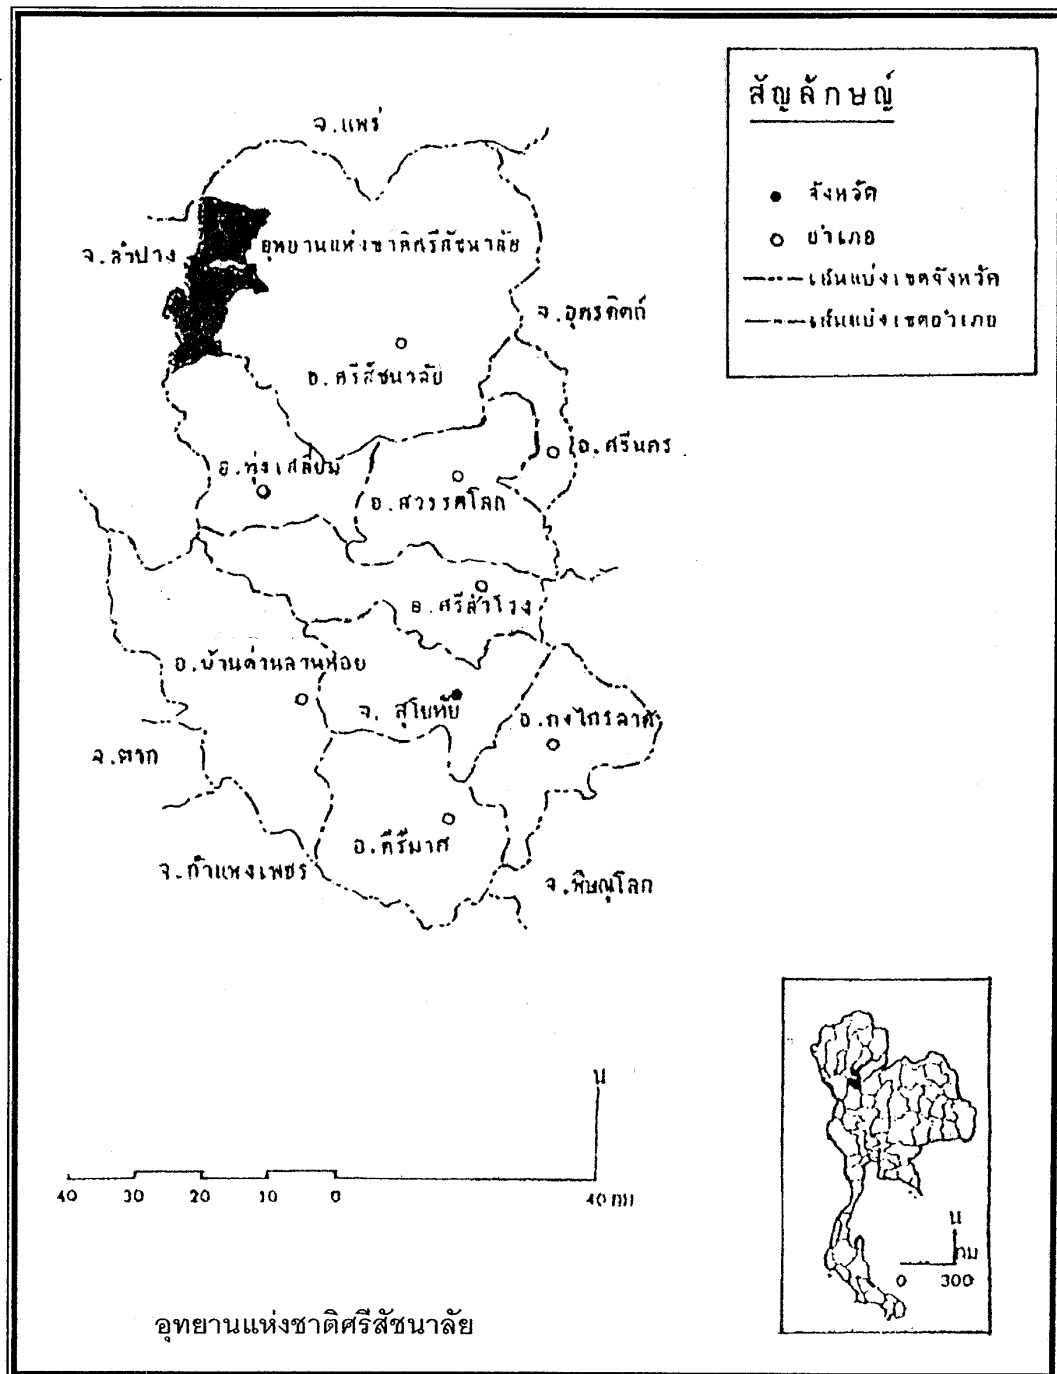 สัญลักษณ์
จังหวัด
อำเภอ
เส้นแบ่งเขตจังหวัด
เส้นแบ่งเขตอำเภอ
จ.แพร่
จ.ลำปาง
อุทยานแห่งชาติศรีสัชนาลัย
จ.อุตรดิตถ์
อ.ศรีสัชนาลัย
อ.ศรีนคร
อ.ทุ่งเสลี่ยม
อ.สวรรคโลก
อ.ศรีสำโรง
อ.บ้านด่านลานหอย
จ. สุโขทัย
อ.กงไกรลาศ
จ.ตาก
อ.คีรีมาศ
จ.กำแพงเพชร
จ.พิษณุโลก
น
40 30 20 10 0 40 กม
น
กม
0 300
อุทยานแห่งชาติศรีสัชนาลัย